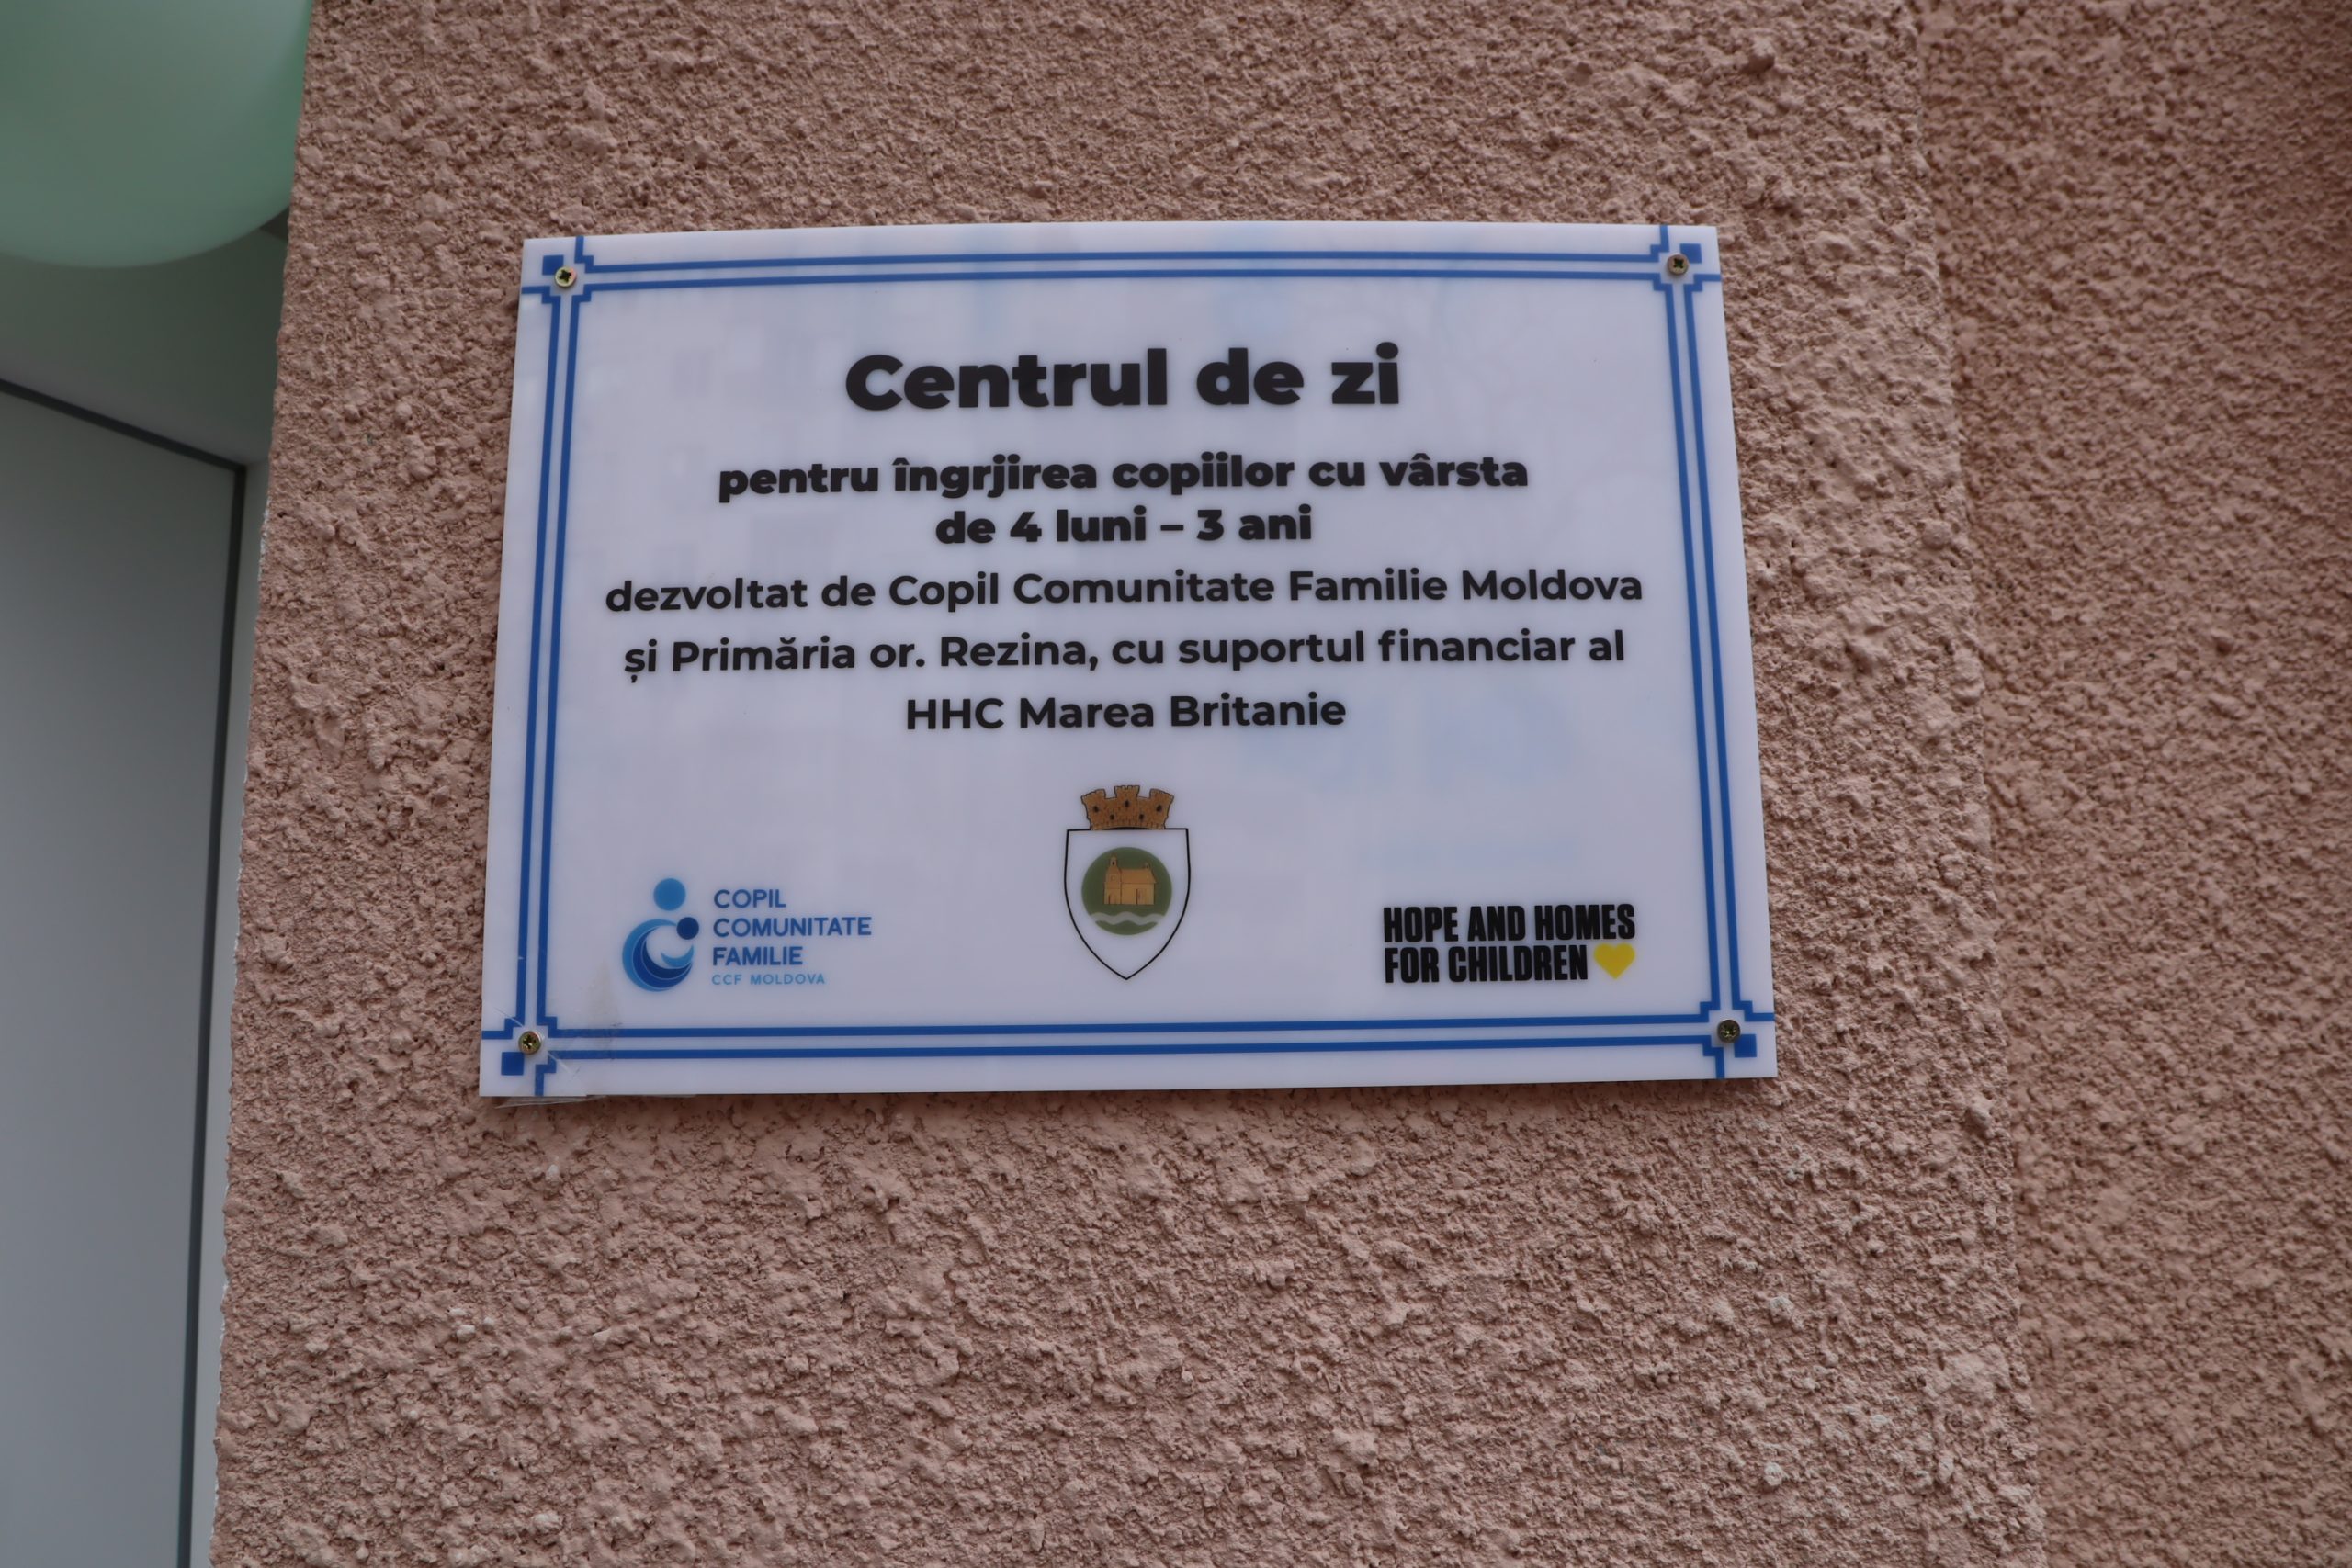 Centrul de zi
pentru îngrjirea copiilor cu vârsta
de 4 luni – 3 ani
dezvoltat de Copil Comunitate Familie Moldova
și Primăria or. Rezina, cu suportul financiar al
HHC Marea Britanie
COPIL
COMUNITATE
FAMILIE
CCF MOLDOVA
HOPE AND HOMES
FOR CHILDREN